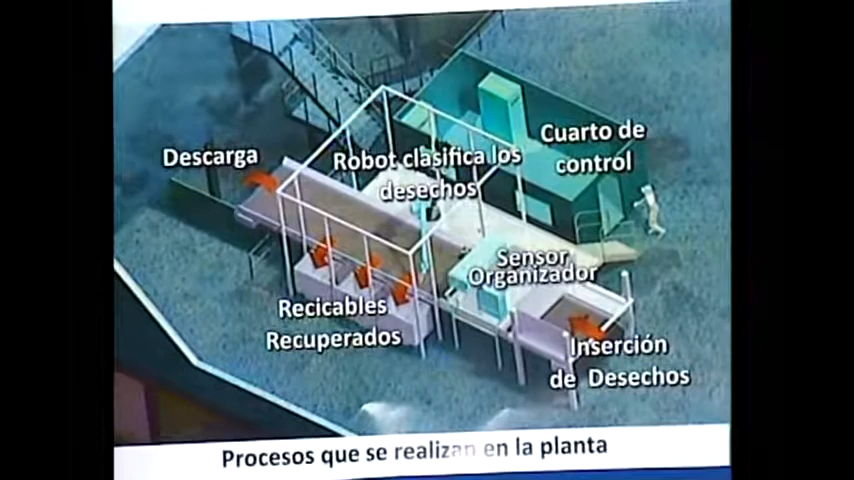 Descarga
Robot clasifica los
desechos
Cuarto de
control
Sensor
Organizador
Recicables
Recuperados
Inserción
de Desechos
Procesos que se realizan en la planta